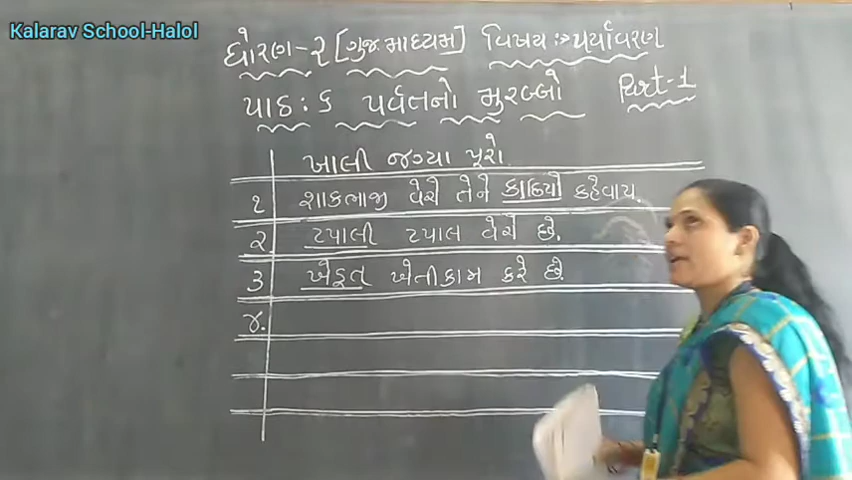 Kalarav School-Halol
ધોરણ-૨ [ગુજ માધ્યમ] વિષય :→ પર્યાવરણ
પાઠ : ૬ પર્વતનો મુરબ્બો Part-1
ખાલી જગ્યા પૂરો.
૧ શાકભાજી વેચે તેને કાછિયો કહેવાય.
૨ ટપાલી ટપાલ વેચે છે.
૩ ખેડૂત ખેતીકામ કરે છે.
૪.